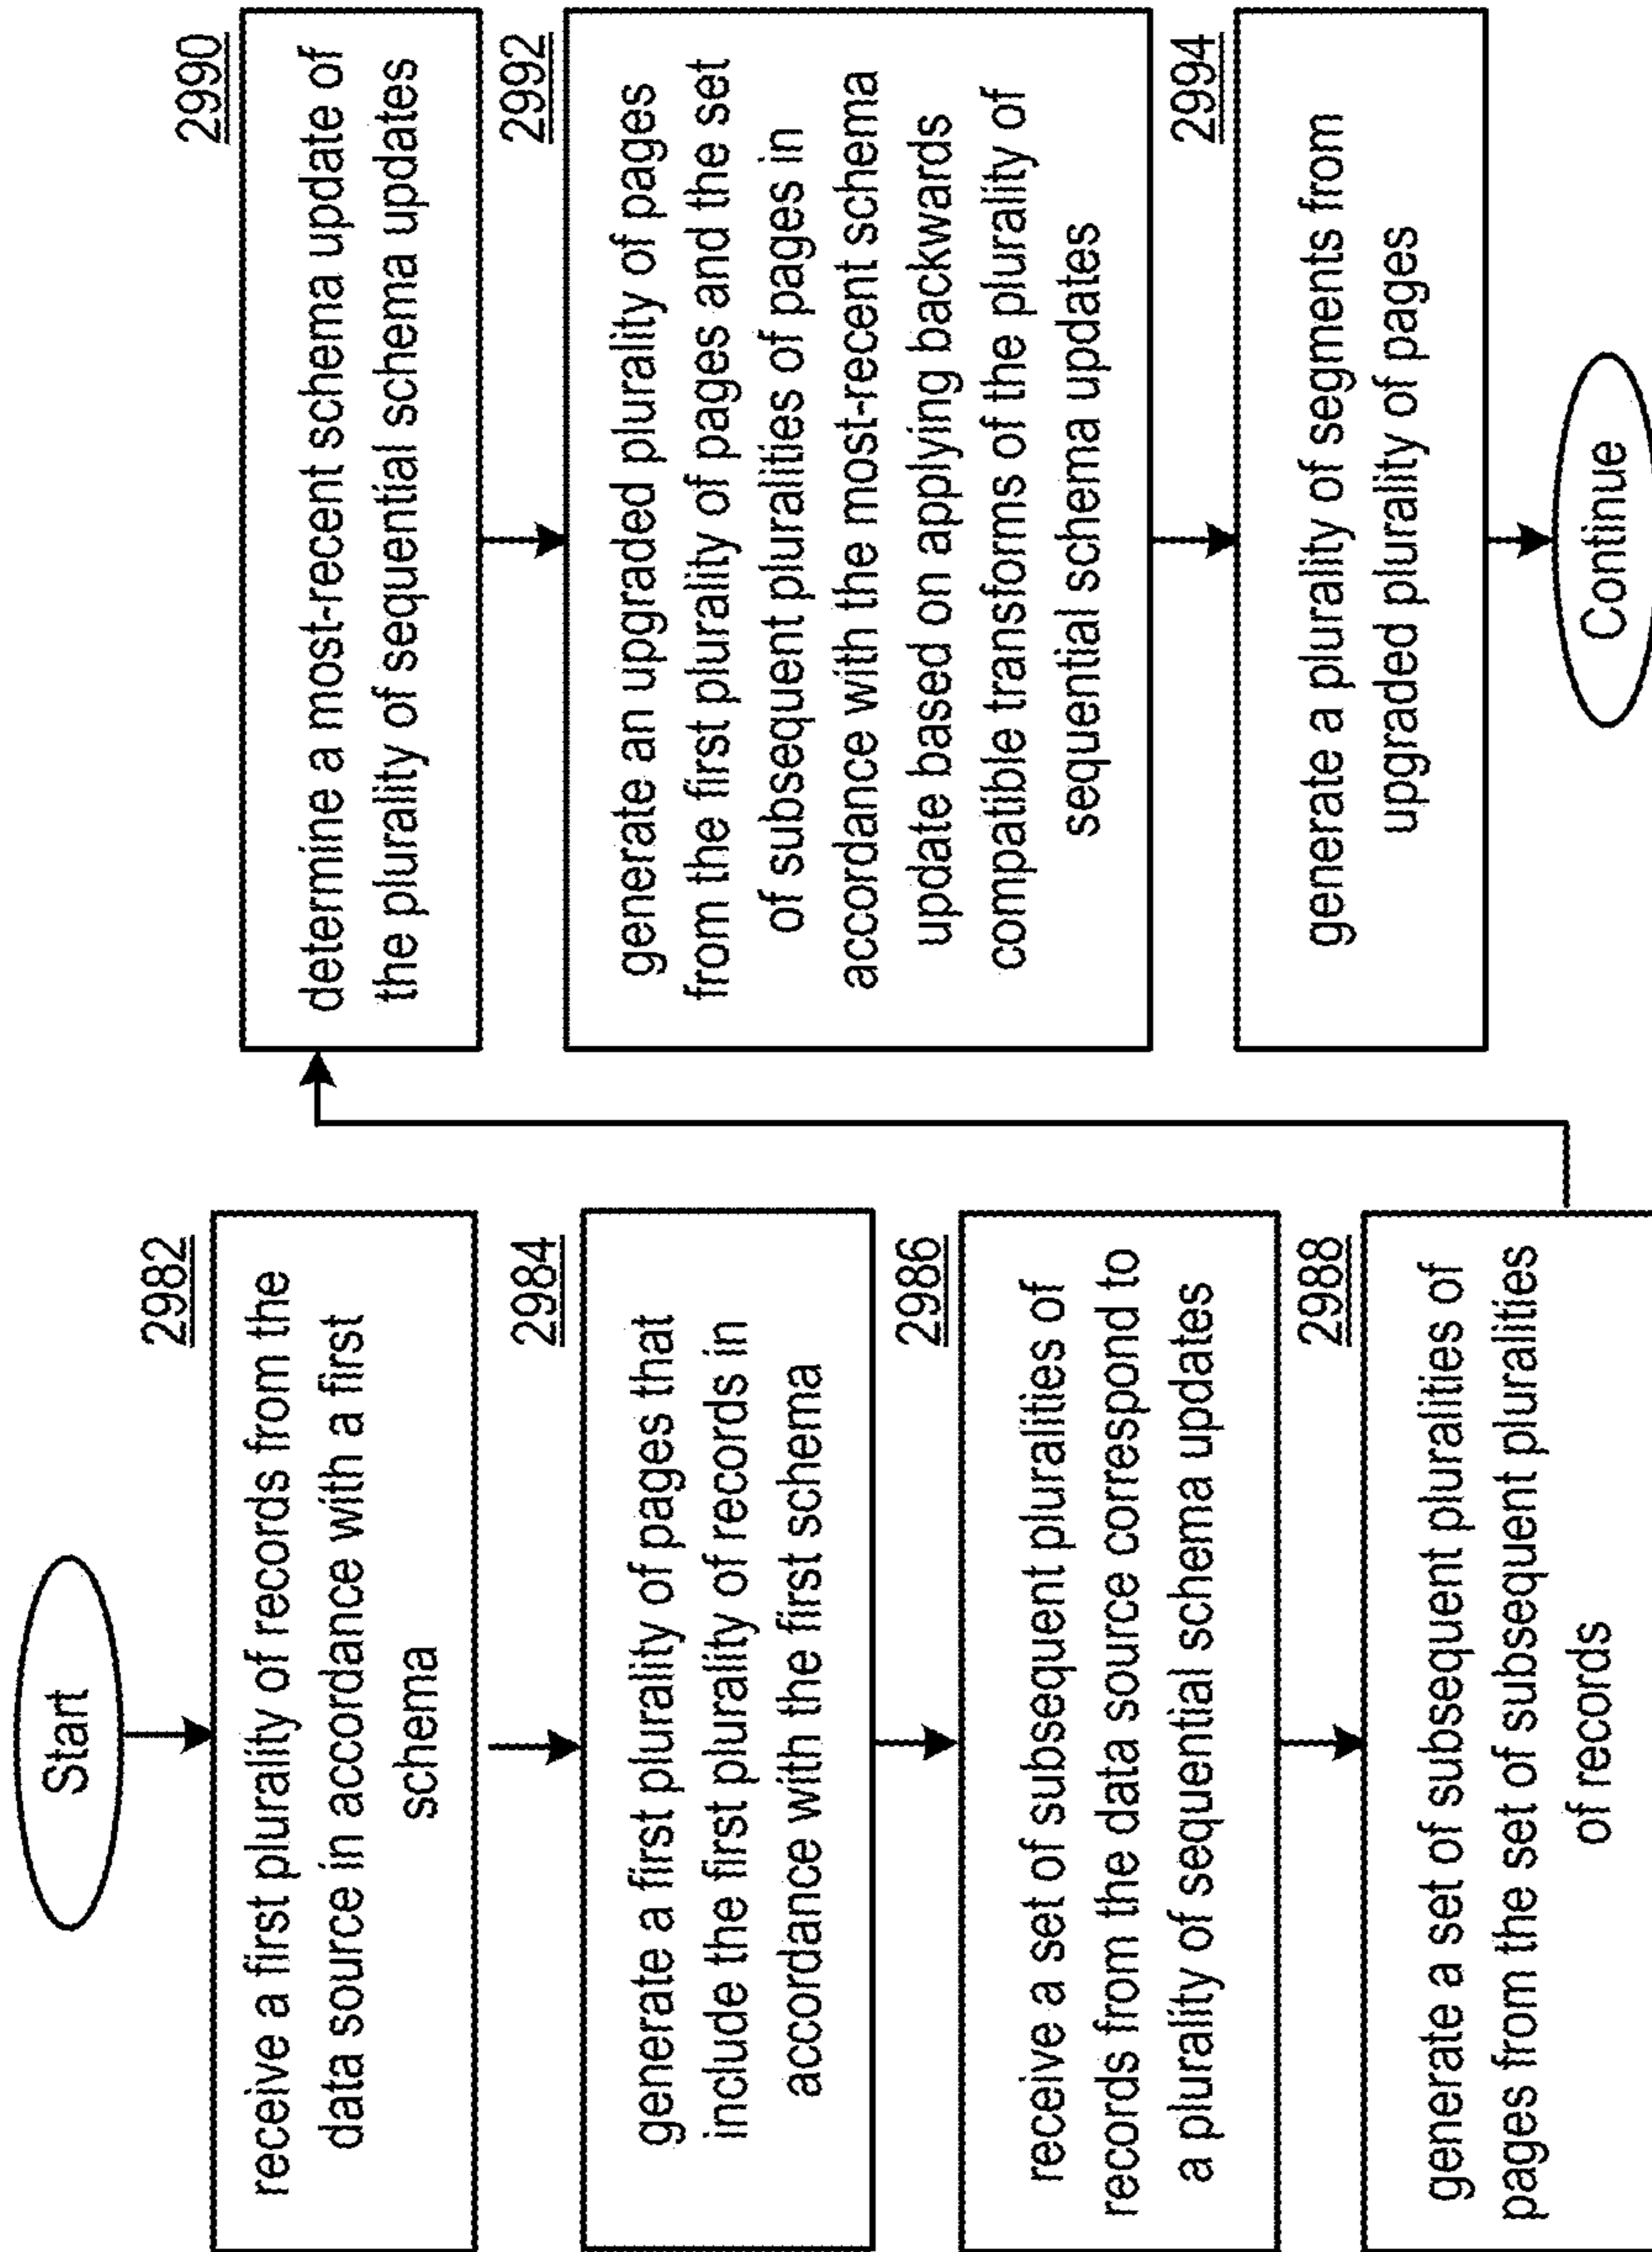 Start
2982
receive a first plurality of records from the
data source in accordance with a first
schema
2984
generate a first plurality of pages that
include the first plurality of records in
accordance with the first schema
2986
receive a set of subsequent pluralities of
records from the data source correspond to
a plurality of sequential schema updates
2988
generate a set of subsequent pluralities of
pages from the set of subsequent pluralities
of records
2990
determine a most-recent schema update of
the plurality of sequential schema updates
2992
generate an upgraded plurality of pages
from the first plurality of pages and the set
of subsequent pluralities of pages in
accordance with the most-recent schema
update based on applying backwards
compatible transforms of the plurality of
sequential schema updates
2994
generate a plurality of segments from
upgraded plurality of pages
Continue